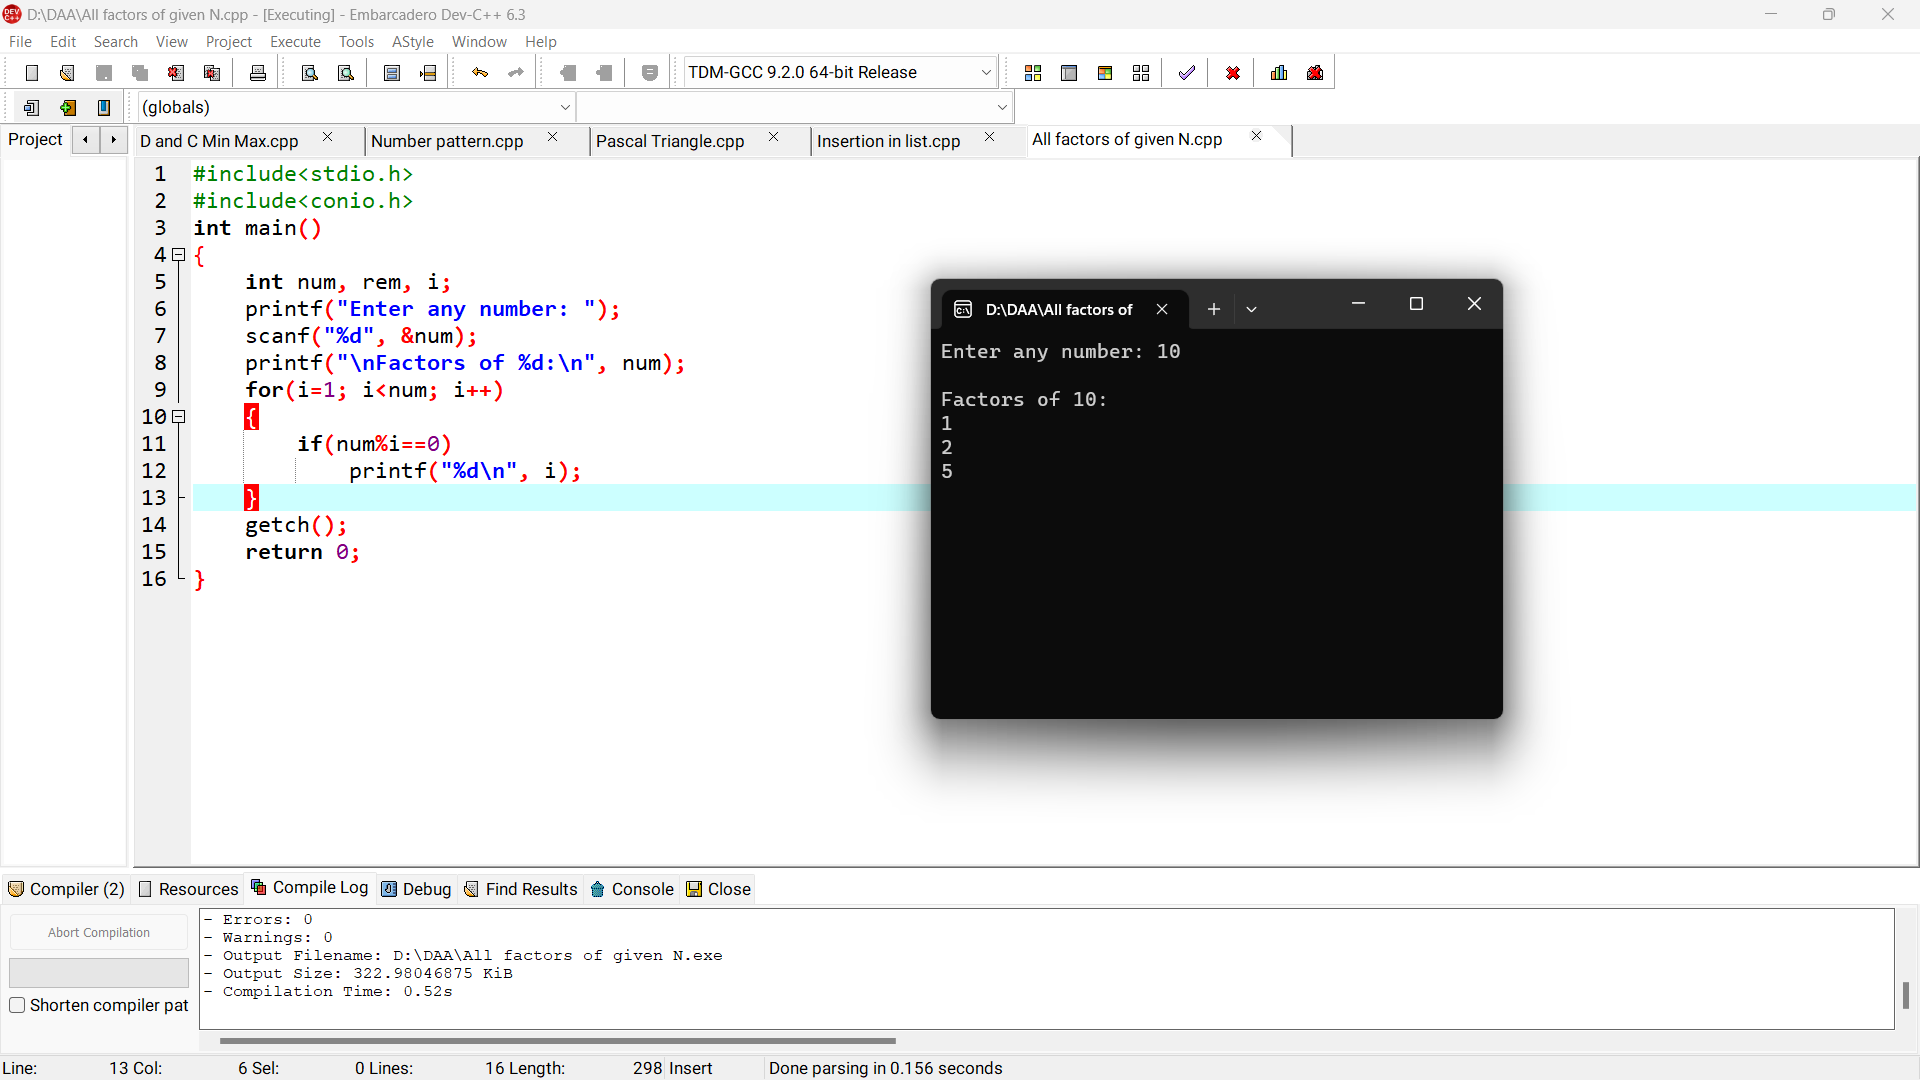 D:\DAA\All factors of given N.cpp - [Executing] - Embarcadero Dev-C++ 6.3
File Edit Search View Project Execute Tools AStyle Window Help
TDM-GCC 9.2.0 64-bit Release
(globals)
Project
D and C Min Max.cpp Number pattern.cpp Pascal Triangle.cpp Insertion in list.cpp All factors of given N.cpp
1 #include<stdio.h>
2 #include<conio.h>
3 int main()
4 {
5 int num, rem, i;
6 printf("Enter any number: ");
7 scanf("%d", &num);
8 printf("\nFactors of %d:\n", num);
9 for(i=1; i<num; i++)
10 {
11 if(num%i==0)
12 printf("%d\n", i);
13 }
14 getch();
15 return 0;
16 }
D:\DAA\All factors of
Enter any number: 10
Factors of 10:
1
2
5
Compiler (2) Resources Compile Log Debug Find Results Console Close
Abort Compilation
Shorten compiler pat
- Errors: 0
- Warnings: 0
- Output Filename: D:\DAA\All factors of given N.exe
- Output Size: 322.98046875 KiB
- Compilation Time: 0.52s
Line: 13 Col: 6 Sel: 0 Lines: 16 Length: 298 Insert Done parsing in 0.156 seconds